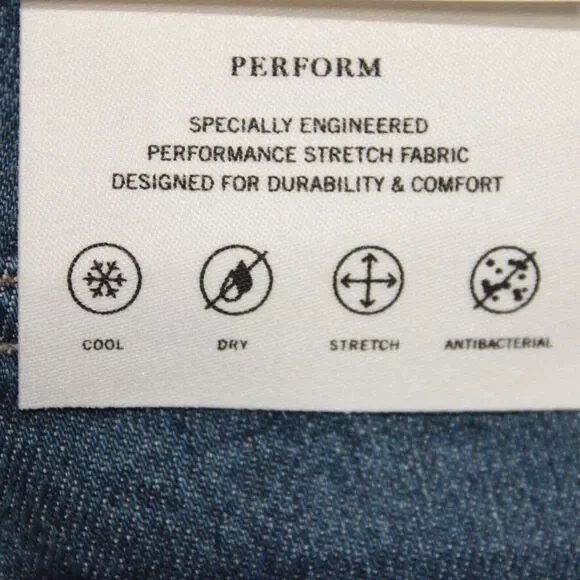 PERFORM
SPECIALLY ENGINEERED
PERFORMANCE STRETCH FABRIC
DESIGNED FOR DURABILITY & COMFORT
COOL DRY STRETCH ANTIBACTERIAL